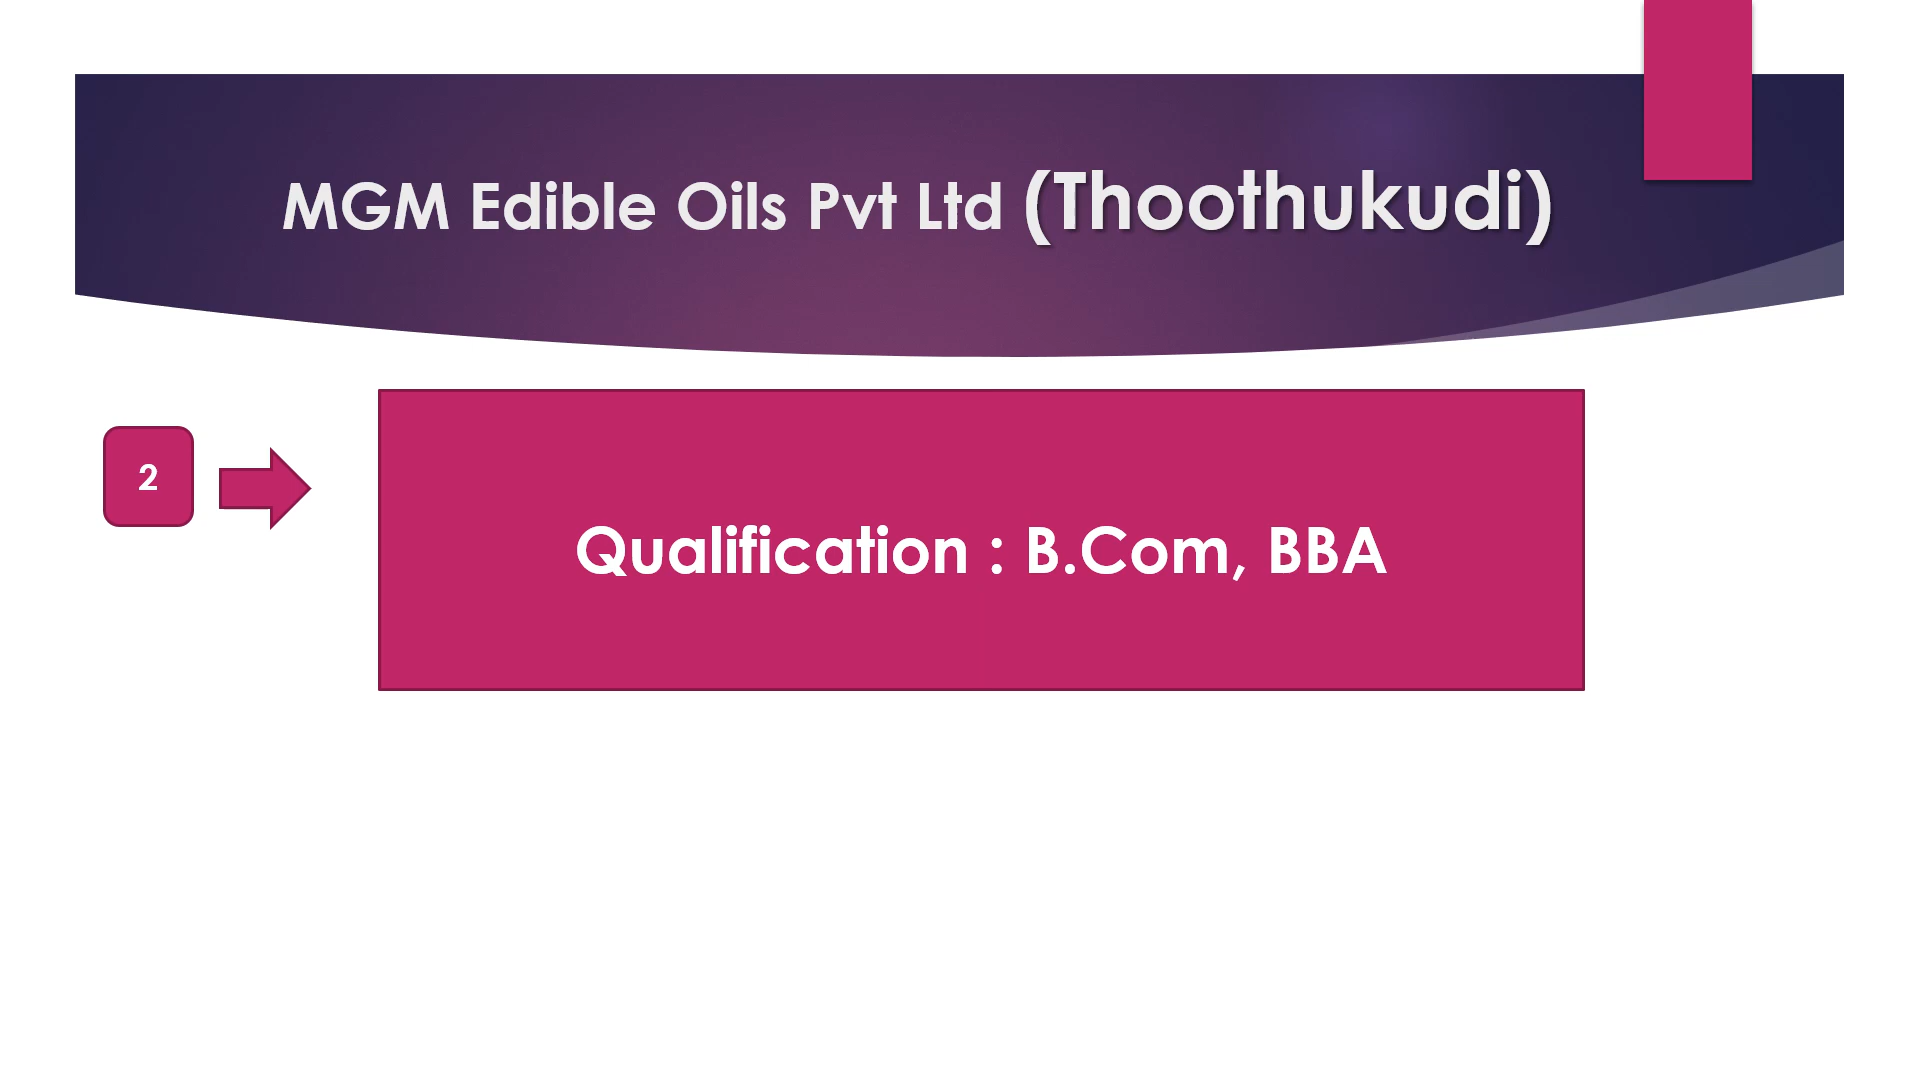 MGM Edible Oils Pvt Ltd (Thoothukudi)
2
Qualification : B.Com, BBA